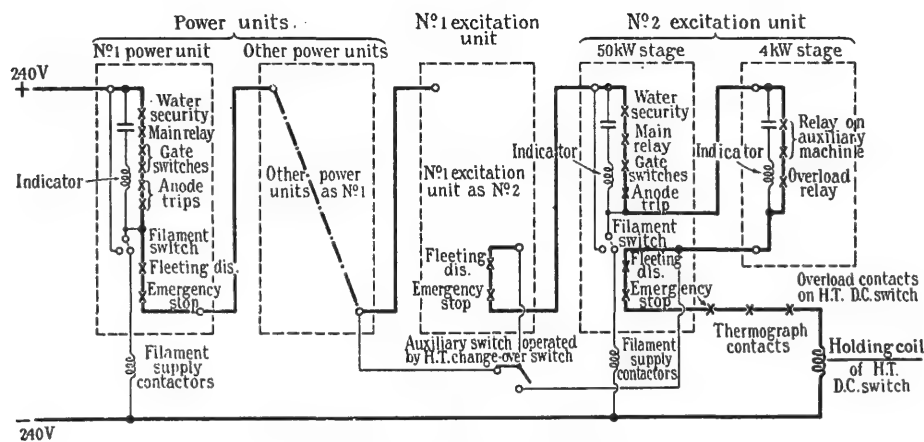 Power units.
Nº1 excitation
unit
Nº2 excitation unit
Nº1 power unit
Other power units
50kW stage
4kW stage
240V
+
Water
security
Main relay
Gate
switches
Indicator
Anode
trips
Filament
switch
Fleeting dis.
Emergency
stop
Filament
supply
contactors
Other power
units as Nº1
Nº1 excitation
unit as Nº2
Fleeting
dis.
Emergency
stop
Auxiliary switch operated
by H.T. change-over switch
Water
security
Main
relay
Indicator
Gate
switches
Anode
trip
Filament
switch
Fleeting
dis.
Emergency
stop
Filament
supply
contactors
Indicator
Relay on
auxiliary
machine
Overload
relay
Overload contacts
on H.T. D.C. switch
Thermograph
contacts
Holding coil
of H.T.
D.C. switch
–
240V